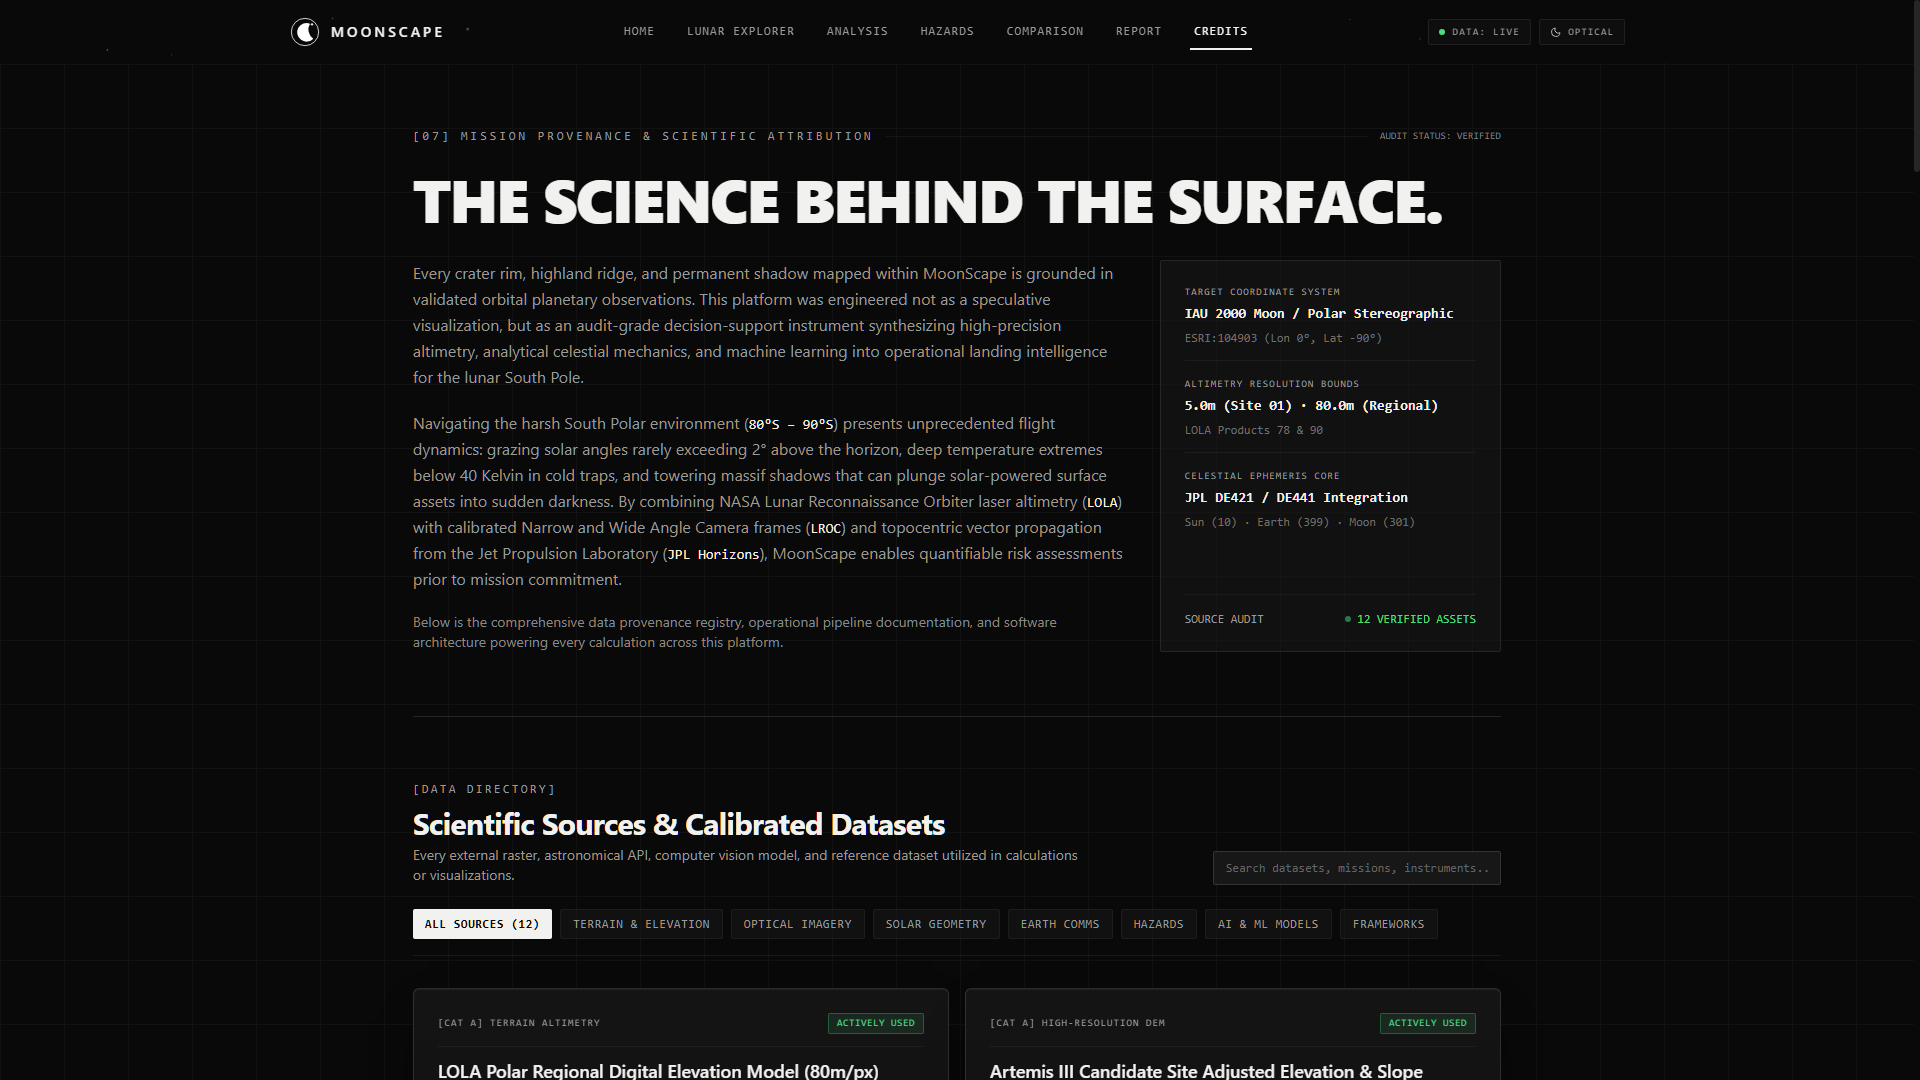 MOONSCAPE
HOME
LUNAR EXPLORER
ANALYSIS
HAZARDS
COMPARISON
REPORT
CREDITS
DATA: LIVE
OPTICAL
[07] MISSION PROVENANCE & SCIENTIFIC ATTRIBUTION
AUDIT STATUS: VERIFIED
THE SCIENCE BEHIND THE SURFACE.
Every crater rim, highland ridge, and permanent shadow mapped within MoonScape is grounded in
validated orbital planetary observations. This platform was engineered not as a speculative
visualization, but as an audit-grade decision-support instrument synthesizing high-precision
altimetry, analytical celestial mechanics, and machine learning into operational landing intelligence
for the lunar South Pole.
Navigating the harsh South Polar environment (80°S – 90°S) presents unprecedented flight
dynamics: grazing solar angles rarely exceeding 2° above the horizon, deep temperature extremes
below 40 Kelvin in cold traps, and towering massif shadows that can plunge solar-powered surface
assets into sudden darkness. By combining NASA Lunar Reconnaissance Orbiter laser altimetry (LOLA)
with calibrated Narrow and Wide Angle Camera frames (LROC) and topocentric vector propagation
from the Jet Propulsion Laboratory (JPL Horizons), MoonScape enables quantifiable risk assessments
prior to mission commitment.
Below is the comprehensive data provenance registry, operational pipeline documentation, and software
architecture powering every calculation across this platform.
TARGET COORDINATE SYSTEM
IAU 2000 Moon / Polar Stereographic
ESRI:104903 (Lon 0°, Lat -90°)
ALTIMETRY RESOLUTION BOUNDS
5.0m (Site 01) · 80.0m (Regional)
LOLA Products 78 & 90
CELESTIAL EPHEMERIS CORE
JPL DE421 / DE441 Integration
Sun (10) · Earth (399) · Moon (301)
SOURCE AUDIT
12 VERIFIED ASSETS
[DATA DIRECTORY]
Scientific Sources & Calibrated Datasets
Every external raster, astronomical API, computer vision model, and reference dataset utilized in calculations
or visualizations.
Search datasets, missions, instruments..
ALL SOURCES (12)
TERRAIN & ELEVATION
OPTICAL IMAGERY
SOLAR GEOMETRY
EARTH COMMS
HAZARDS
AI & ML MODELS
FRAMEWORKS
[CAT A] TERRAIN ALTIMETRY
ACTIVELY USED
LOLA Polar Regional Digital Elevation Model (80m/px)
[CAT A] HIGH-RESOLUTION DEM
ACTIVELY USED
Artemis III Candidate Site Adjusted Elevation & Slope